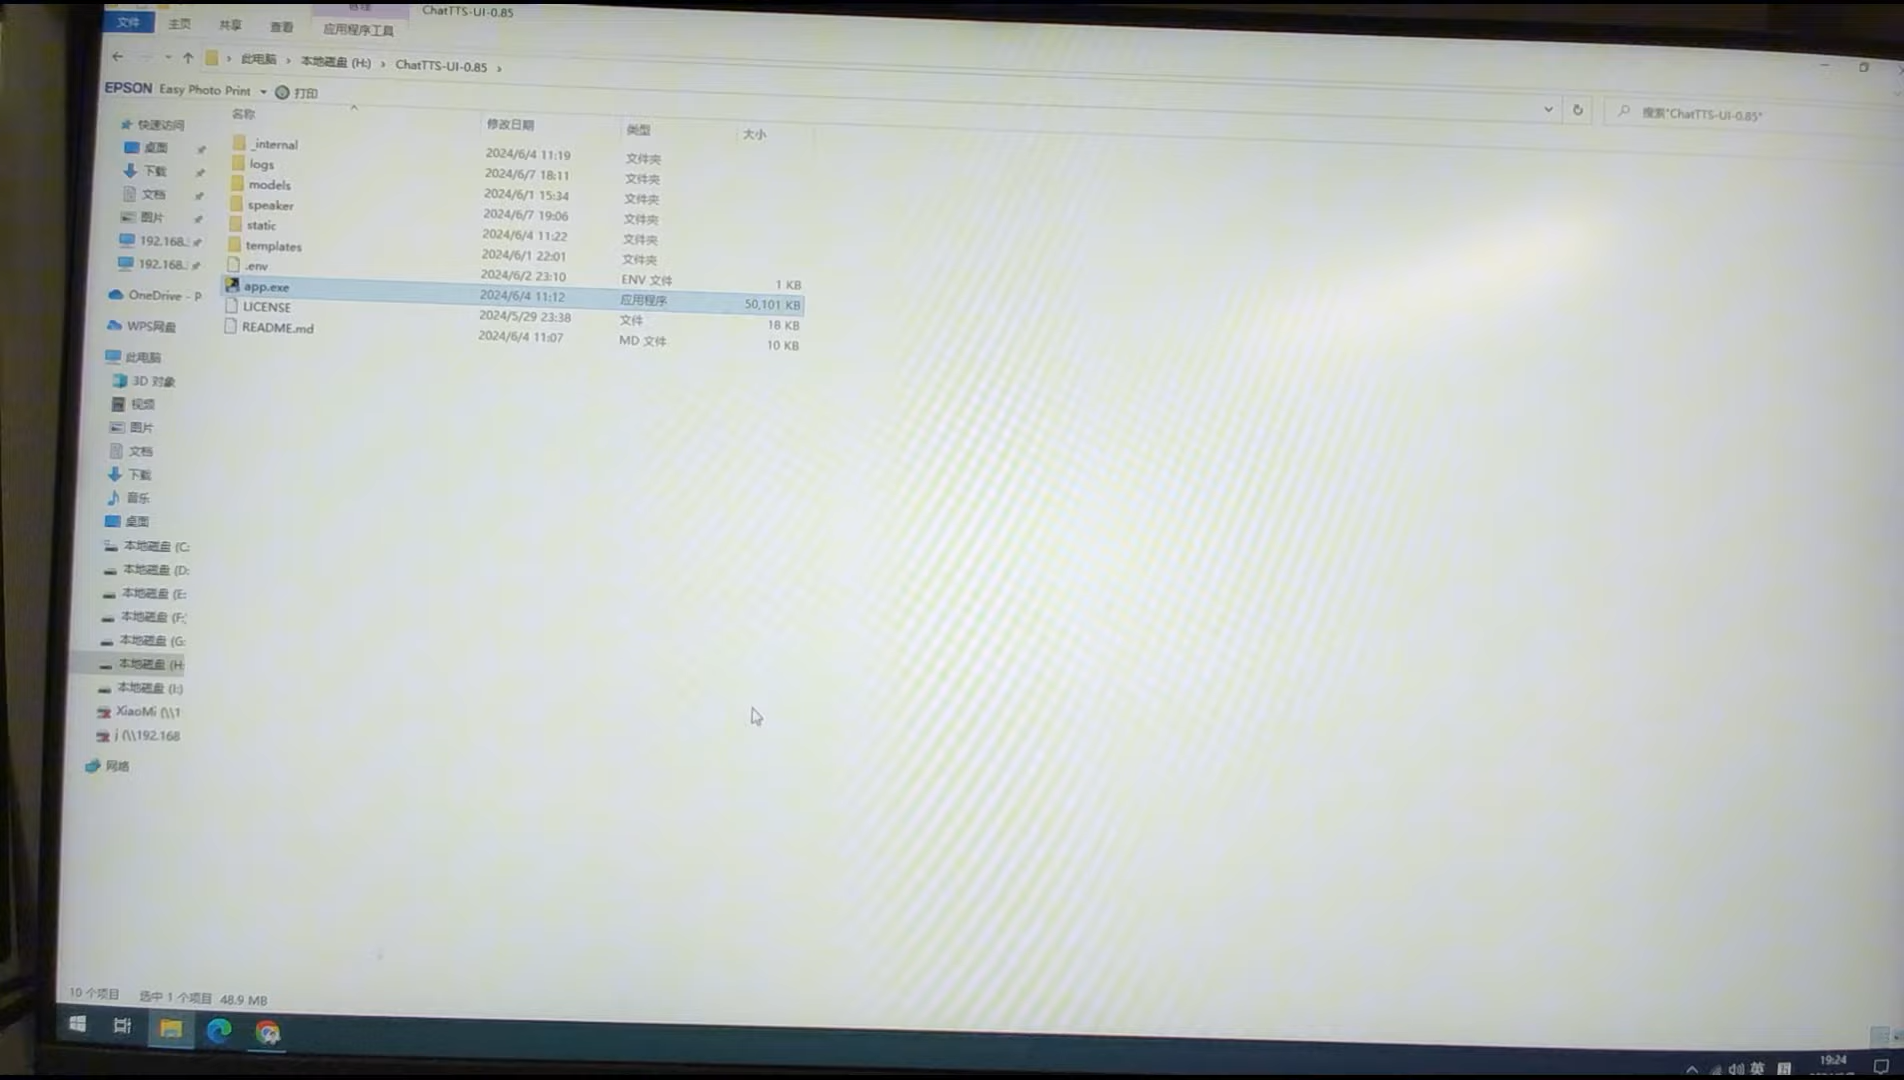 ChatTTS-UI-0.85
文件 主页 共享 查看 应用程序工具
此电脑 › 本地磁盘 (H:) › ChatTTS-UI-0.85 ›
搜索"ChatTTS-UI-0.85"
EPSON Easy Photo Print 打印
名称 修改日期 类型 大小
_internal 2024/6/4 11:19 文件夹
logs 2024/6/7 18:11 文件夹
models 2024/6/1 15:34 文件夹
speaker 2024/6/7 19:06 文件夹
static 2024/6/4 11:22 文件夹
templates 2024/6/1 22:01 文件夹
.env 2024/6/2 23:10 ENV 文件 1 KB
app.exe 2024/6/4 11:12 应用程序 50,101 KB
LICENSE 2024/5/29 23:38 文件 18 KB
README.md 2024/6/4 11:07 MD 文件 10 KB
快速访问
桌面
下载
文档
图片
192.168.
192.168.
OneDrive - P
WPS网盘
此电脑
3D 对象
视频
图片
文档
下载
音乐
桌面
本地磁盘 (C:
本地磁盘 (D:
本地磁盘 (E:
本地磁盘 (F:
本地磁盘 (G:
本地磁盘 (H:
本地磁盘 (I:)
XiaoMi (\\1
j (\\192.168
网络
10 个项目 选中 1 个项目 48.9 MB
英
19:24